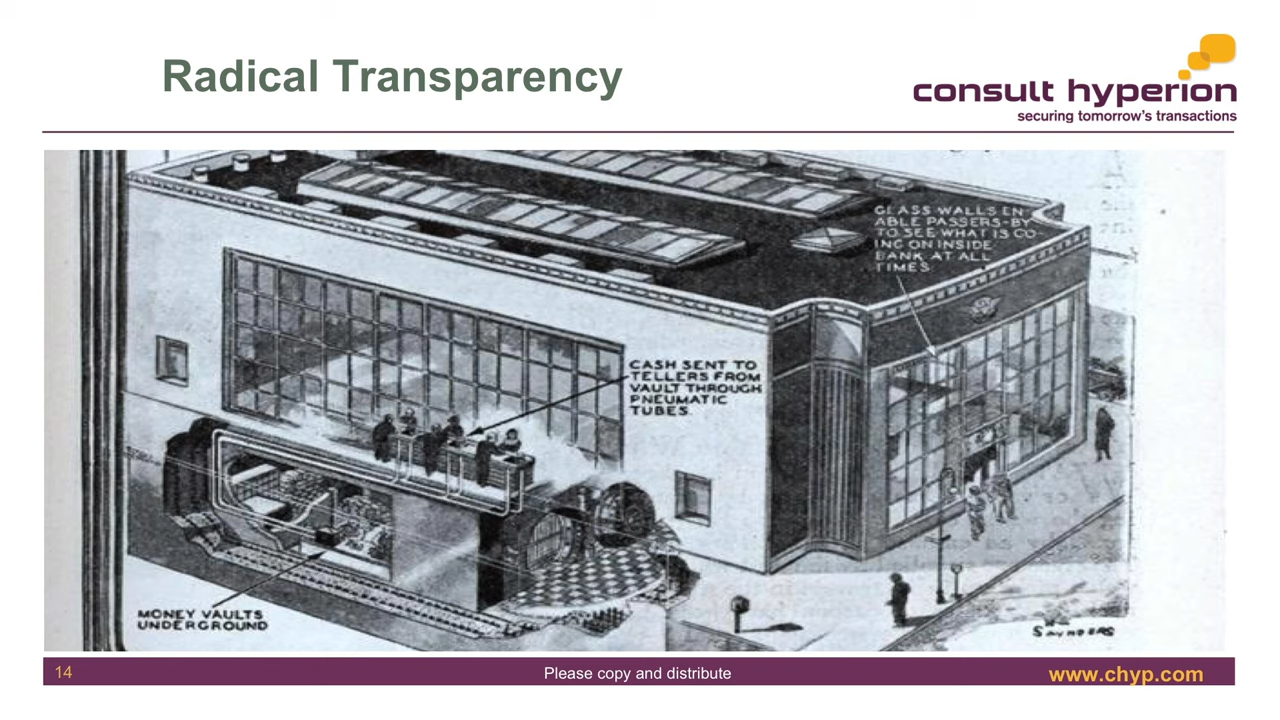 Radical Transparency
consult hyperion
securing tomorrow's transactions
GLASS WALLS EN
ABLE PASSERS-BY
TO SEE WHAT IS GO
ING ON INSIDE
BANK AT ALL
TIMES
CASH SENT TO
TELLERS FROM
VAULT THROUGH
PNEUMATIC
TUBES.
MONEY VAULTS
UNDERGROUND
SAUNDERS
14
Please copy and distribute
www.chyp.com